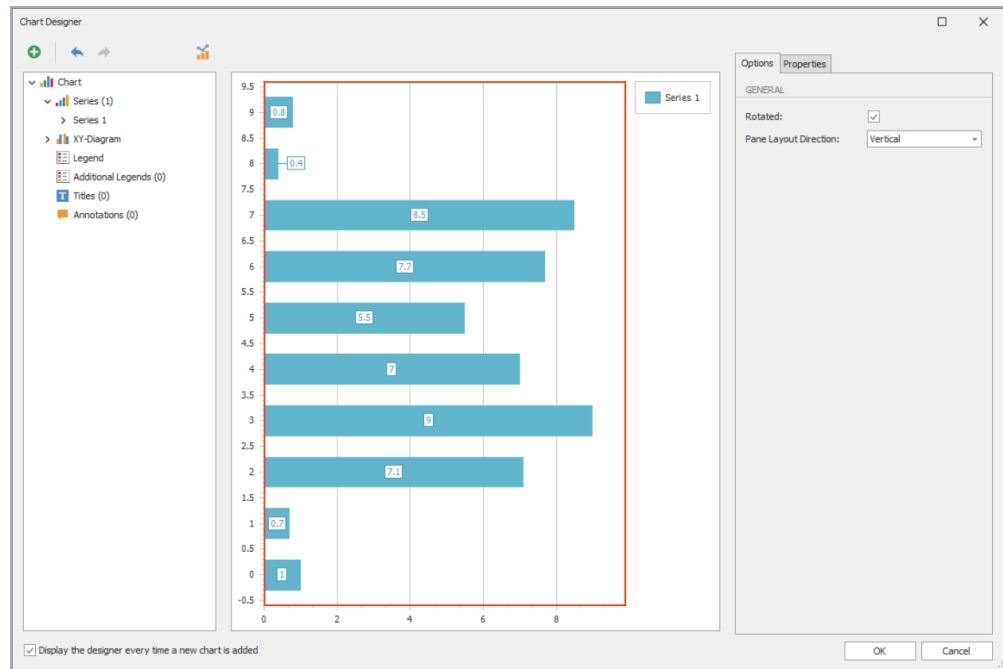 Chart Designer
Chart
Series (1)
Series 1
XY-Diagram
Legend
Additional Legends (0)
T Titles (0)
Annotations (0)
9.5
9
8.5
8
7.5
7
6.5
6
5.5
5
4.5
4
3.5
3
2.5
2
1.5
1
0.5
0
-0.5
0.8
0.4
8.5
7.7
5.5
7
9
7.1
0.7
1
0 2 4 6 8
Series 1
Options Properties
GENERAL
Rotated:
Pane Layout Direction: Vertical
Display the designer every time a new chart is added
OK Cancel